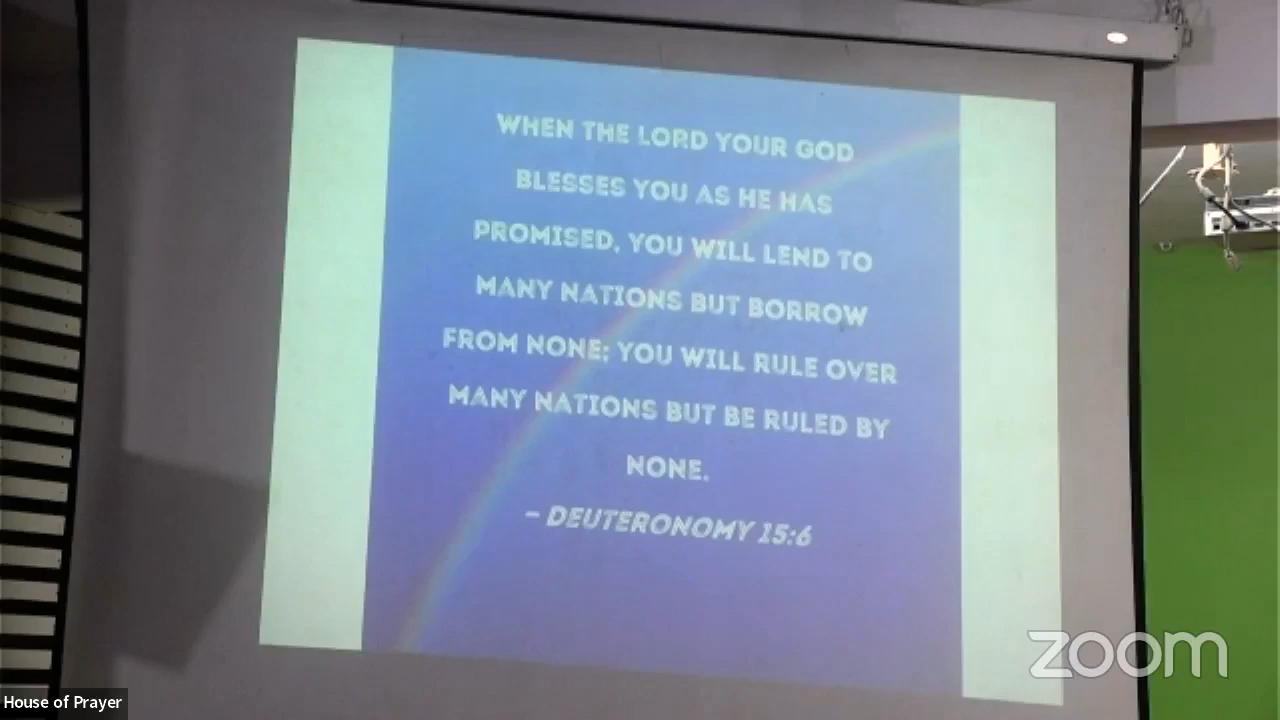 WHEN THE LORD YOUR GOD
BLESSES YOU AS HE HAS
PROMISED, YOU WILL LEND TO
MANY NATIONS BUT BORROW
FROM NONE; YOU WILL RULE OVER
MANY NATIONS BUT BE RULED BY
NONE.
– DEUTERONOMY 15:6
zoom
House of Prayer